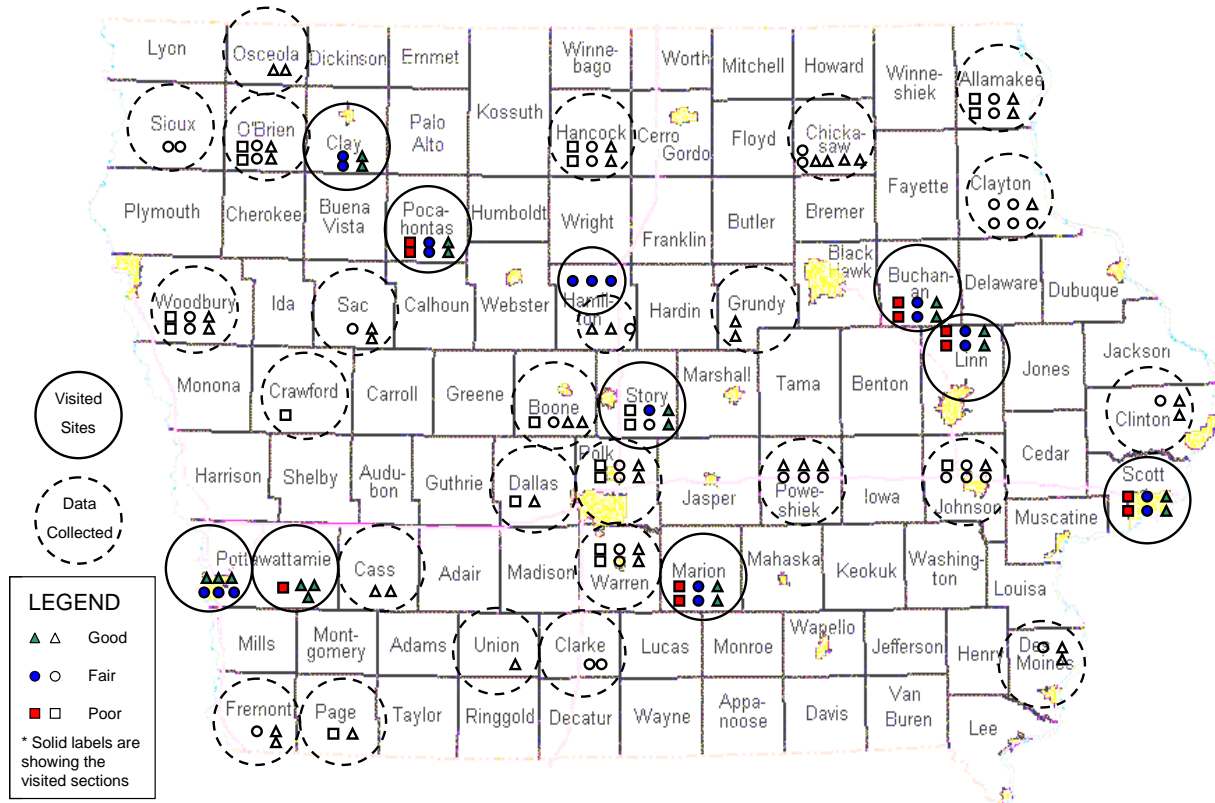 Lyon
Osceola
Dickinson
Emmet
Winne-
bago
Worth
Mitchell
Howard
Winne-
shiek
Allamakee
Sioux
O'Brien
Clay
Palo
Alto
Kossuth
Hancock
Cerro
Gordo
Floyd
Chicka-
saw
Fayette
Clayton
Plymouth
Cherokee
Buena
Vista
Poca-
hontas
Humboldt
Wright
Franklin
Butler
Bremer
Black
Hawk
Buchan-
an
Delaware
Dubuque
Woodbury
Ida
Sac
Calhoun
Webster
Hamil-
ton
Hardin
Grundy
Linn
Jones
Jackson
Monona
Crawford
Carroll
Greene
Boone
Story
Marshall
Tama
Benton
Clinton
Cedar
Scott
Harrison
Shelby
Audu-
bon
Guthrie
Dallas
Polk
Jasper
Powe-
shiek
Iowa
Johnson
Muscatine
Pottawattamie
Cass
Adair
Madison
Warren
Marion
Mahaska
Keokuk
Washing-
ton
Louisa
Mills
Mont-
gomery
Adams
Union
Clarke
Lucas
Monroe
Wapello
Jefferson
Henry
Des
Moines
Fremont
Page
Taylor
Ringgold
Decatur
Wayne
Appa-
noose
Davis
Van
Buren
Lee
Visited
Sites
Data
Collected
LEGEND
Good
Fair
Poor
* Solid labels are
showing the
visited sections